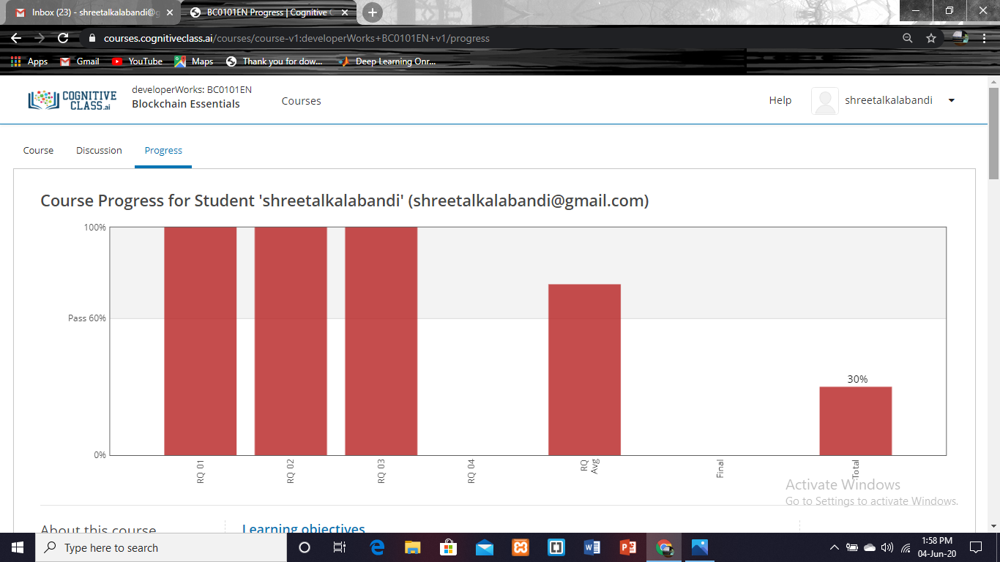 Inbox (23) - shreetalkalabandi@g
BC0101EN Progress | Cognitive C
courses.cognitiveclass.ai/courses/course-v1:developerWorks+BC0101EN+v1/progress
Apps Gmail YouTube Maps Thank you for dow... Deep Learning Onr...
COGNITIVE
CLASS.ai
developerWorks: BC0101EN
Blockchain Essentials
Courses
Help
shreetalkalabandi
Course Discussion Progress
Course Progress for Student 'shreetalkalabandi' (shreetalkalabandi@gmail.com)
100%
Pass 60%
0%
30%
RQ 01
RQ 02
RQ 03
RQ 04
RQ
Avg
Final
Total
Activate Windows
Go to Settings to activate Windows.
About this course
Learning objectives
Type here to search
1:58 PM
04-Jun-20